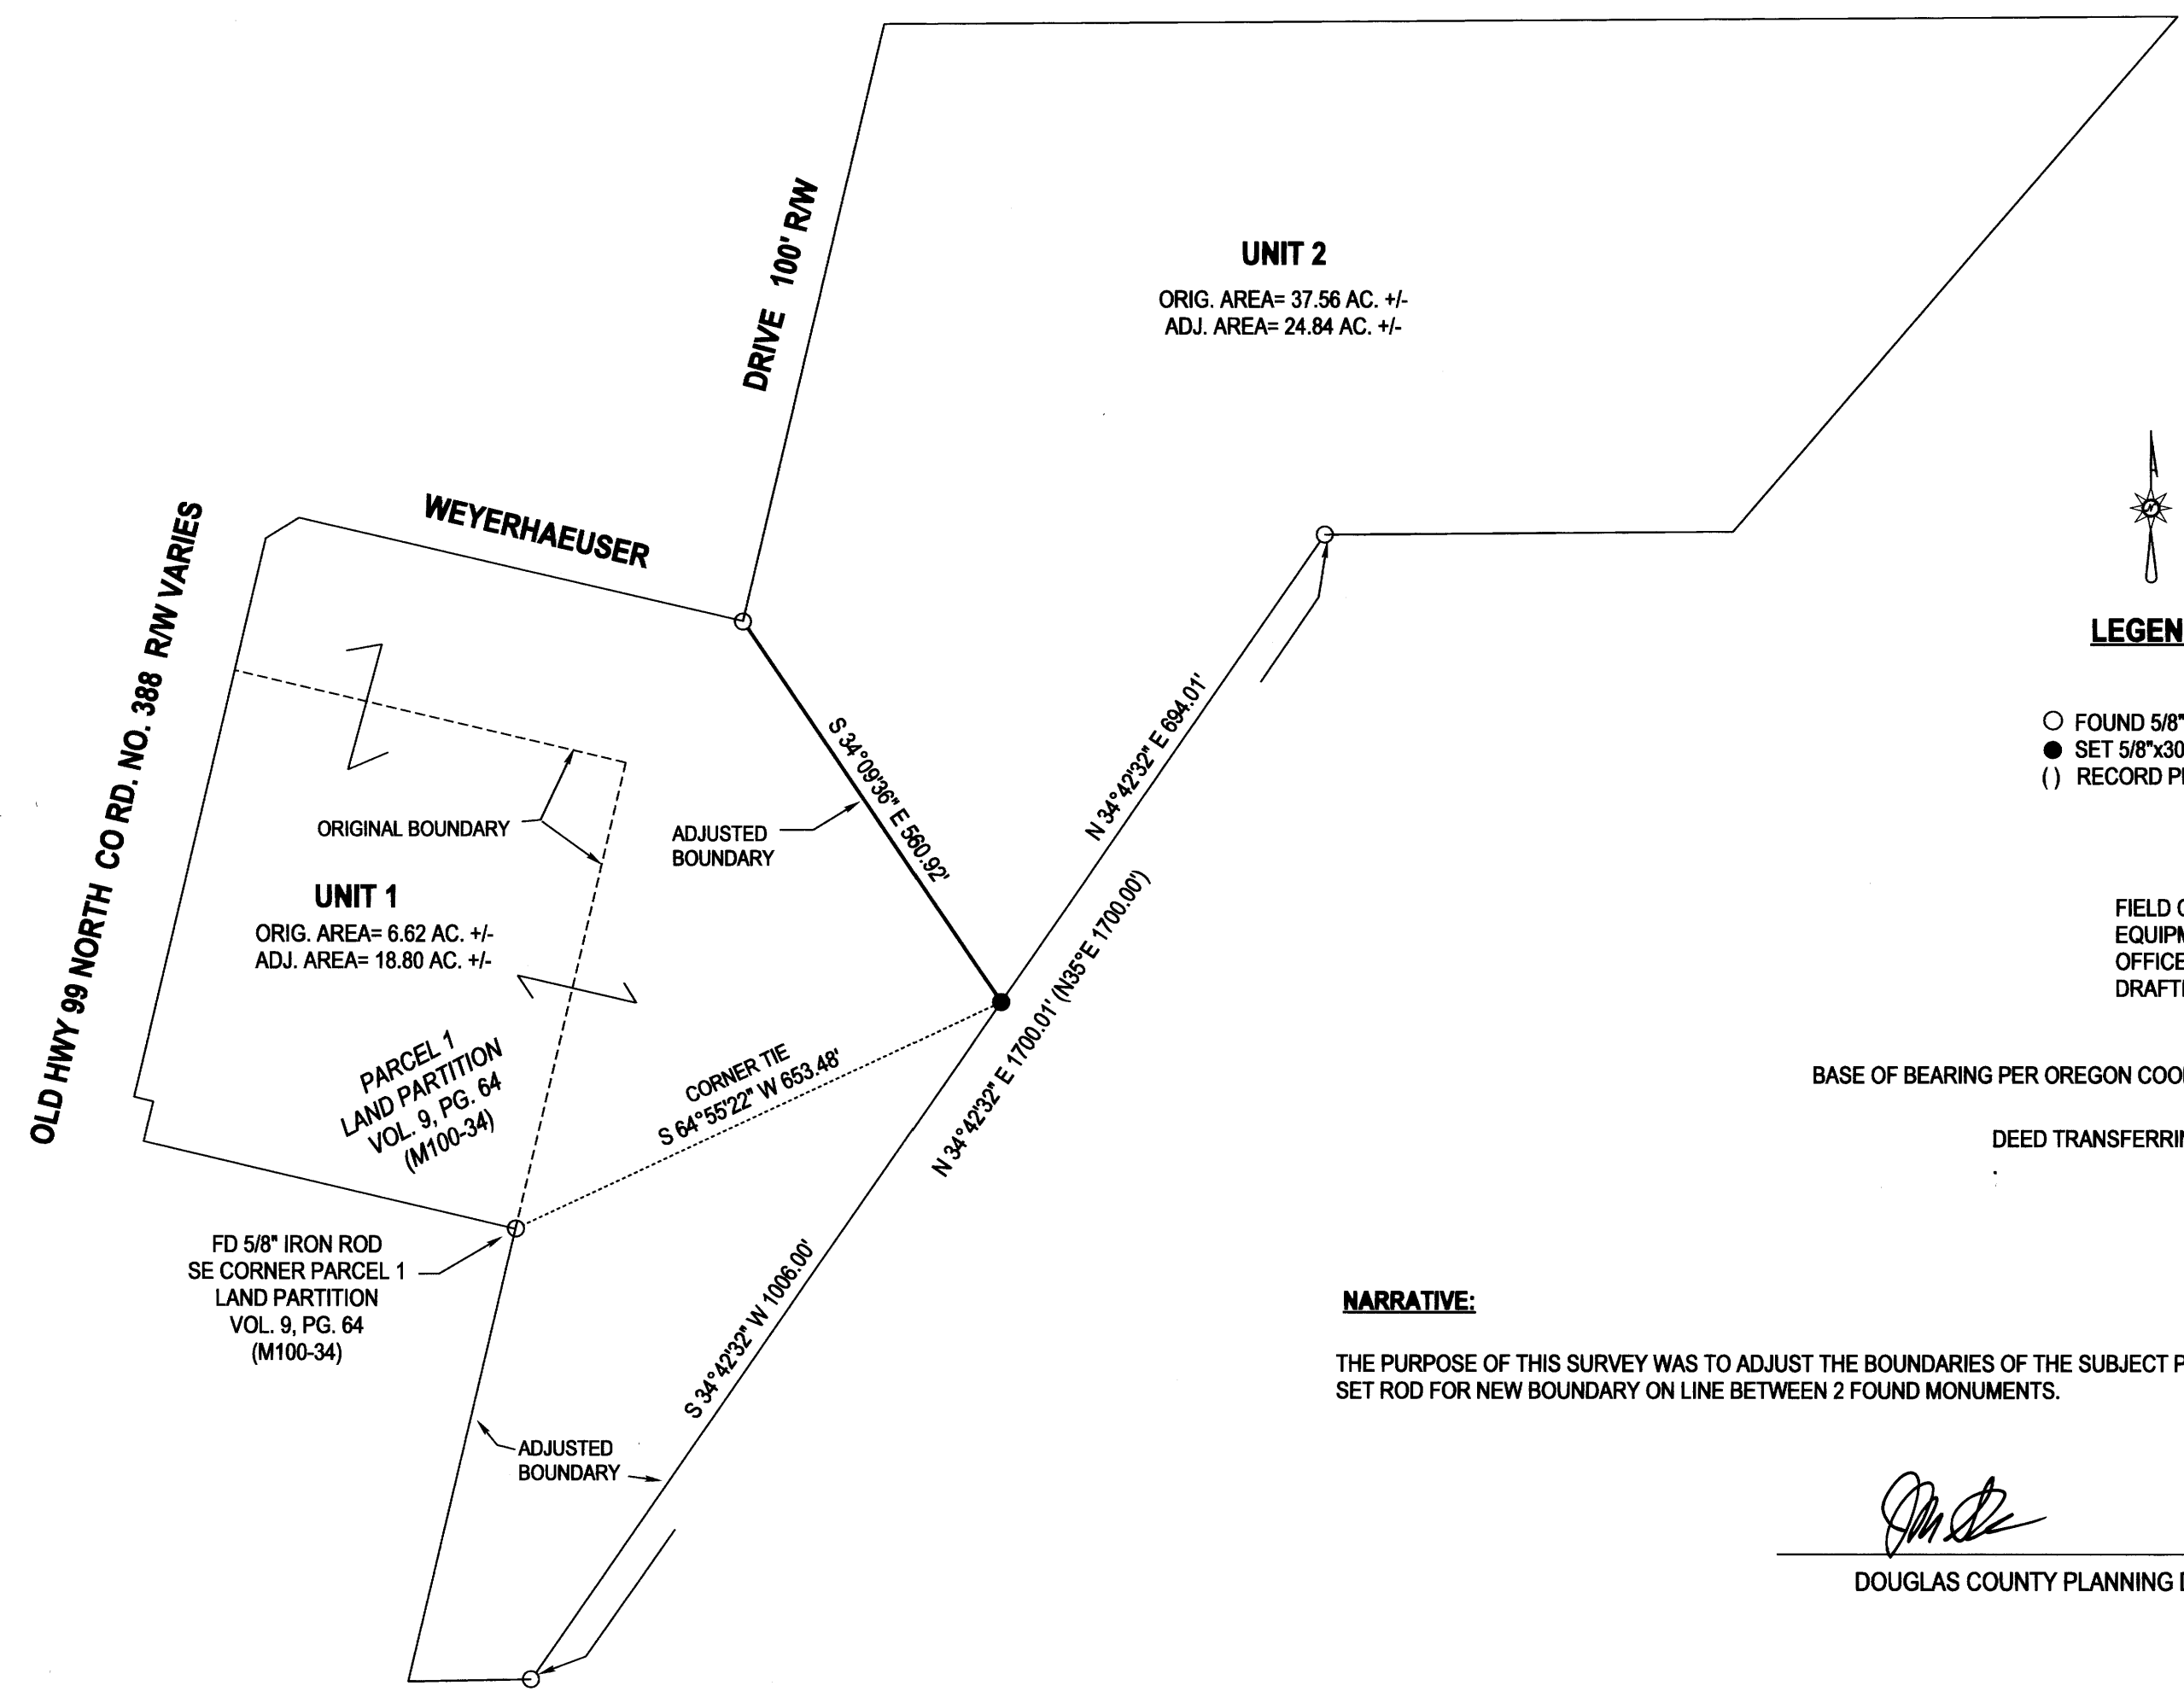 DRIVE 100' R/W
UNIT 2
ORIG. AREA= 37.56 AC. +/-
ADJ. AREA= 24.84 AC. +/-
WEYERHAEUSER
OLD HWY 99 NORTH CO RD. NO. 388 R/W VARIES
LEGEN
FOUND 5/8"
SET 5/8"x30
( ) RECORD P
S 34°09'36" E 560.92'
N 34°42'32" E 694.01'
ORIGINAL BOUNDARY
ADJUSTED
BOUNDARY
UNIT 1
ORIG. AREA= 6.62 AC. +/-
ADJ. AREA= 18.80 AC. +/-
N 34°42'32" E 1700.01' (N35°E 1700.00')
FIELD
EQUIPM
OFFICE
DRAFT
PARCEL 1
LAND PARTITION
VOL. 9, PG. 64
(M100-34)
CORNER TIE
S 64°55'22" W 653.48'
BASE OF BEARING PER OREGON COO
DEED TRANSFERRI
FD 5/8" IRON ROD
SE CORNER PARCEL 1
LAND PARTITION
VOL. 9, PG. 64
(M100-34)
S 34°42'32" W 1006.00'
NARRATIVE:
THE PURPOSE OF THIS SURVEY WAS TO ADJUST THE BOUNDARIES OF THE SUBJECT P
SET ROD FOR NEW BOUNDARY ON LINE BETWEEN 2 FOUND MONUMENTS.
ADJUSTED
BOUNDARY
DOUGLAS COUNTY PLANNING